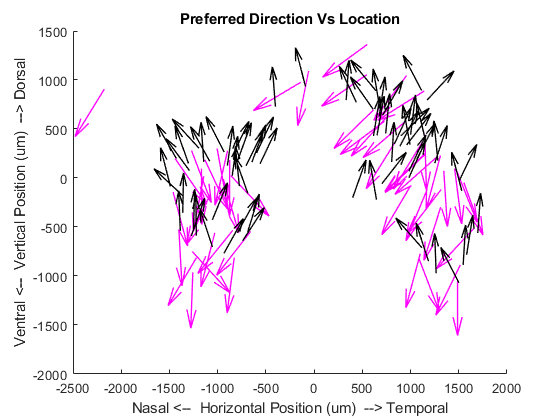 Preferred Direction Vs Location
1500
1000
500
0
-500
-1000
-1500
-2000
Ventral <-- Vertical Position (um) --> Dorsal
-2500 -2000 -1500 -1000 -500 0 500 1000 1500 2000
Nasal <-- Horizontal Position (um) --> Temporal